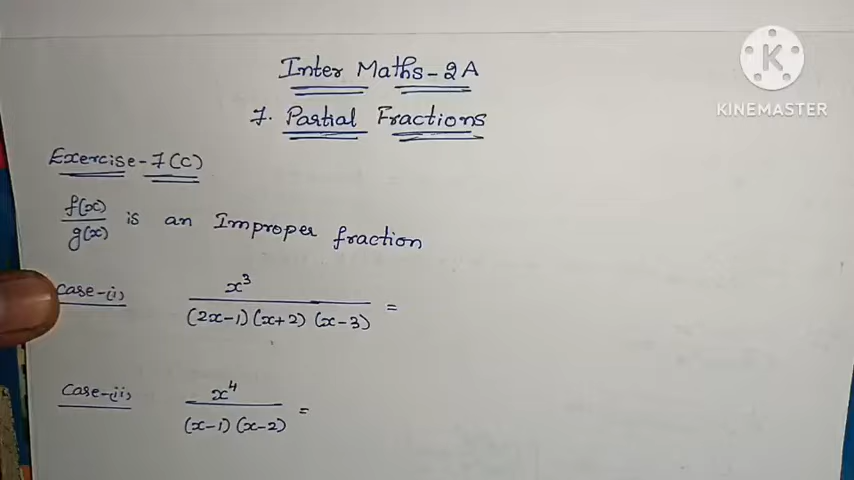 Inter Maths-2A
K
KINEMASTER
7. Partial Fractions
Exercise-7(c)
f(x)/g(x) is an Improper fraction
case-(i) x³/(2x-1)(x+2)(x-3) =
case-(ii) x⁴/(x-1)(x-2) =